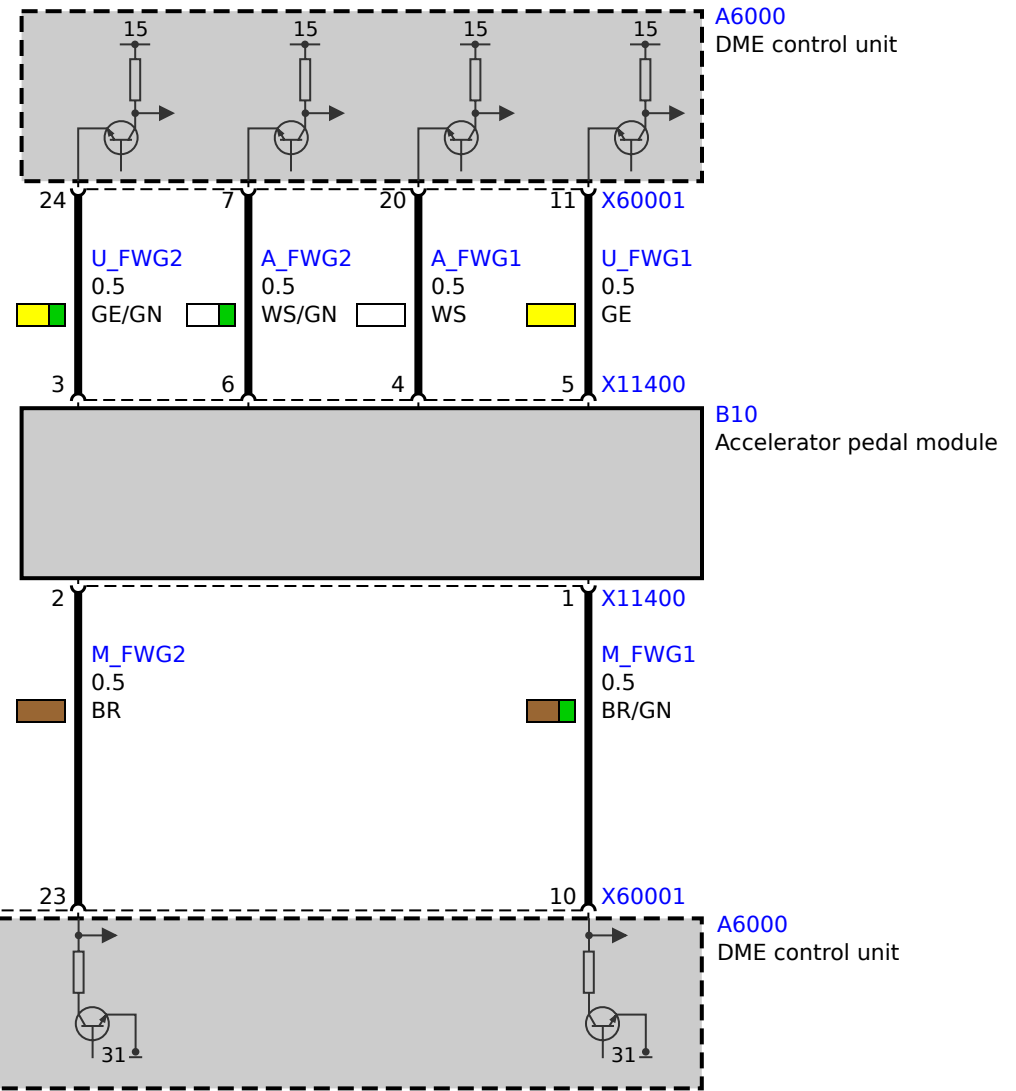 15 15 15 15
A6000
DME control unit
24 7 20 11 X60001
U_FWG2 A_FWG2 A_FWG1 U_FWG1
0.5 0.5 0.5 0.5
GE/GN WS/GN WS GE
3 6 4 5 X11400
B10
Accelerator pedal module
2 1 X11400
M_FWG2 M_FWG1
0.5 0.5
BR BR/GN
23 10 X60001
A6000
DME control unit
31 31